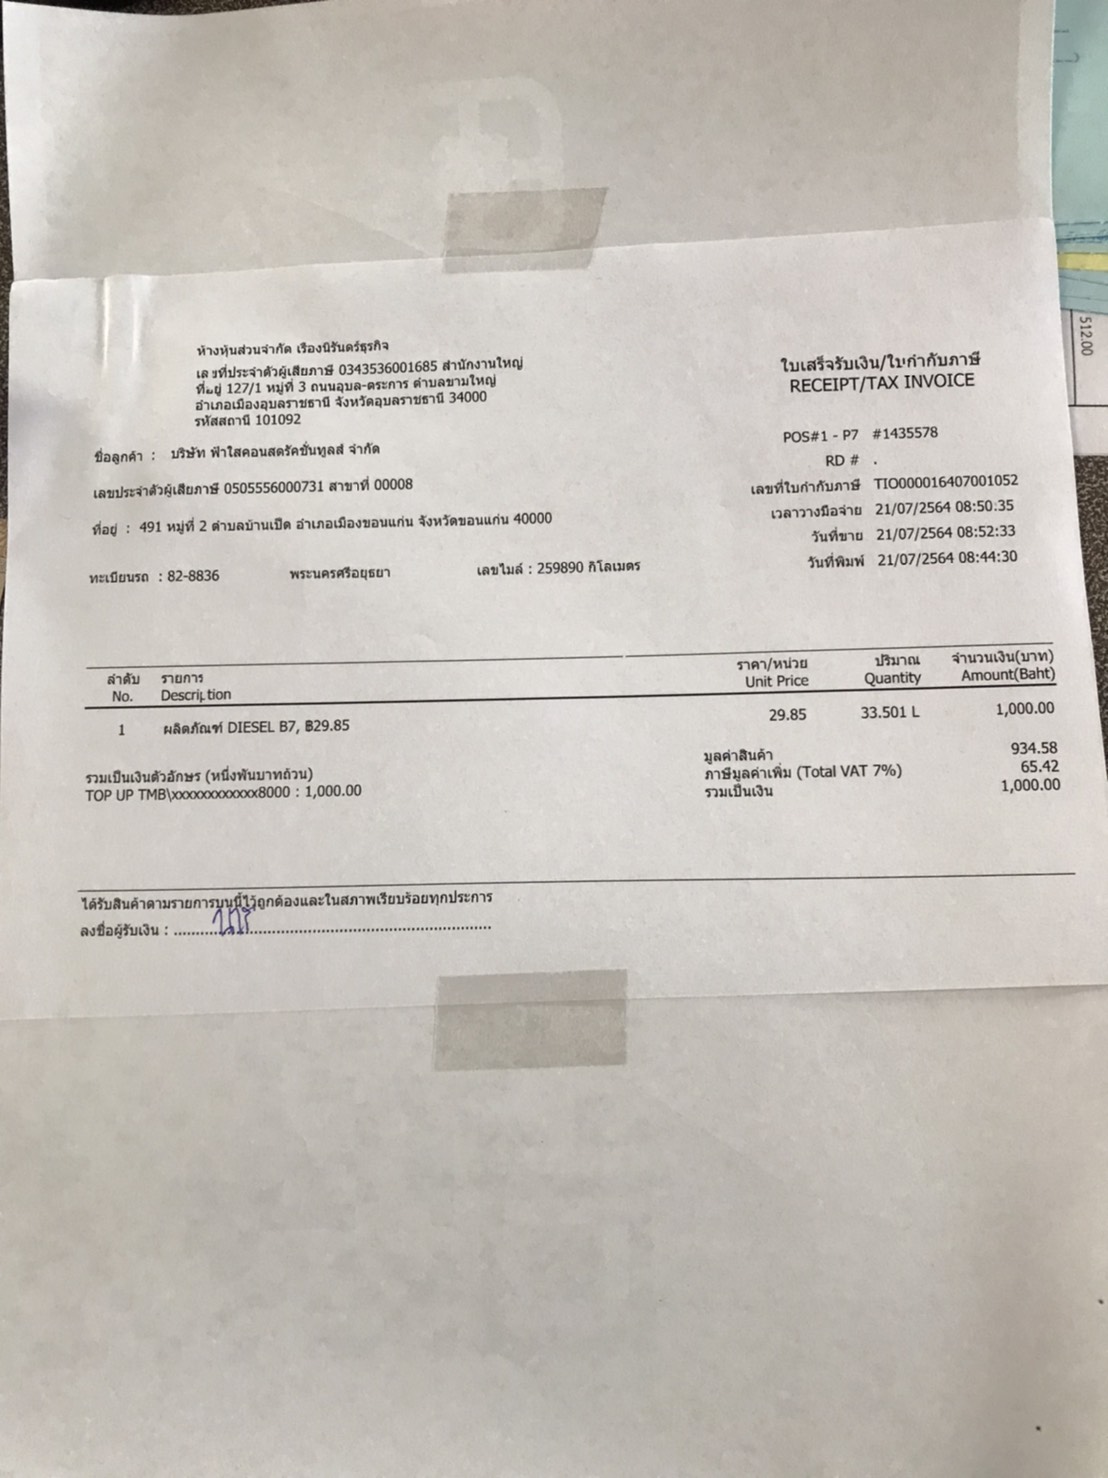 ห้างหุ้นส่วนจำกัด เรืองนิรันดร์ธุรกิจ
เลขที่ประจำตัวผู้เสียภาษี 0343536001685 สำนักงานใหญ่
ที่อยู่ 127/1 หมู่ที่ 3 ถนนอุบล-ตระการ ตำบลขามใหญ่
อำเภอเมืองอุบลราชธานี จังหวัดอุบลราชธานี 34000
รหัสสถานี 101092
ใบเสร็จรับเงิน/ใบกำกับภาษี
RECEIPT/TAX INVOICE
ชื่อลูกค้า : บริษัท ฟ้าใสคอนสตรัคชั่นทูลส์ จำกัด
เลขประจำตัวผู้เสียภาษี 0505556000731 สาขาที่ 00008
ที่อยู่ : 491 หมู่ที่ 2 ตำบลบ้านเป็ด อำเภอเมืองขอนแก่น จังหวัดขอนแก่น 40000
ทะเบียนรถ : 82-8836 พระนครศรีอยุธยา เลขไมล์ : 259890 กิโลเมตร
POS#1 - P7 #1435578
RD # .
เลขที่ใบกำกับภาษี TIO000016407001052
เวลาวางมือจ่าย 21/07/2564 08:50:35
วันที่ขาย 21/07/2564 08:52:33
วันที่พิมพ์ 21/07/2564 08:44:30
ลำดับ รายการ ราคา/หน่วย ปริมาณ จำนวนเงิน(บาท)
No. Description Unit Price Quantity Amount(Baht)
1 ผลิตภัณฑ์ DIESEL B7, ฿29.85 29.85 33.501 L 1,000.00
มูลค่าสินค้า 934.58
รวมเป็นเงินตัวอักษร (หนึ่งพันบาทถ้วน) ภาษีมูลค่าเพิ่ม (Total VAT 7%) 65.42
TOP UP TMB\xxxxxxxxxxxx8000 : 1,000.00 รวมเป็นเงิน 1,000.00
ได้รับสินค้าตามรายการบนนี้ไว้ถูกต้องและในสภาพเรียบร้อยทุกประการ
ลงชื่อผู้รับเงิน : ............................................................
512.00